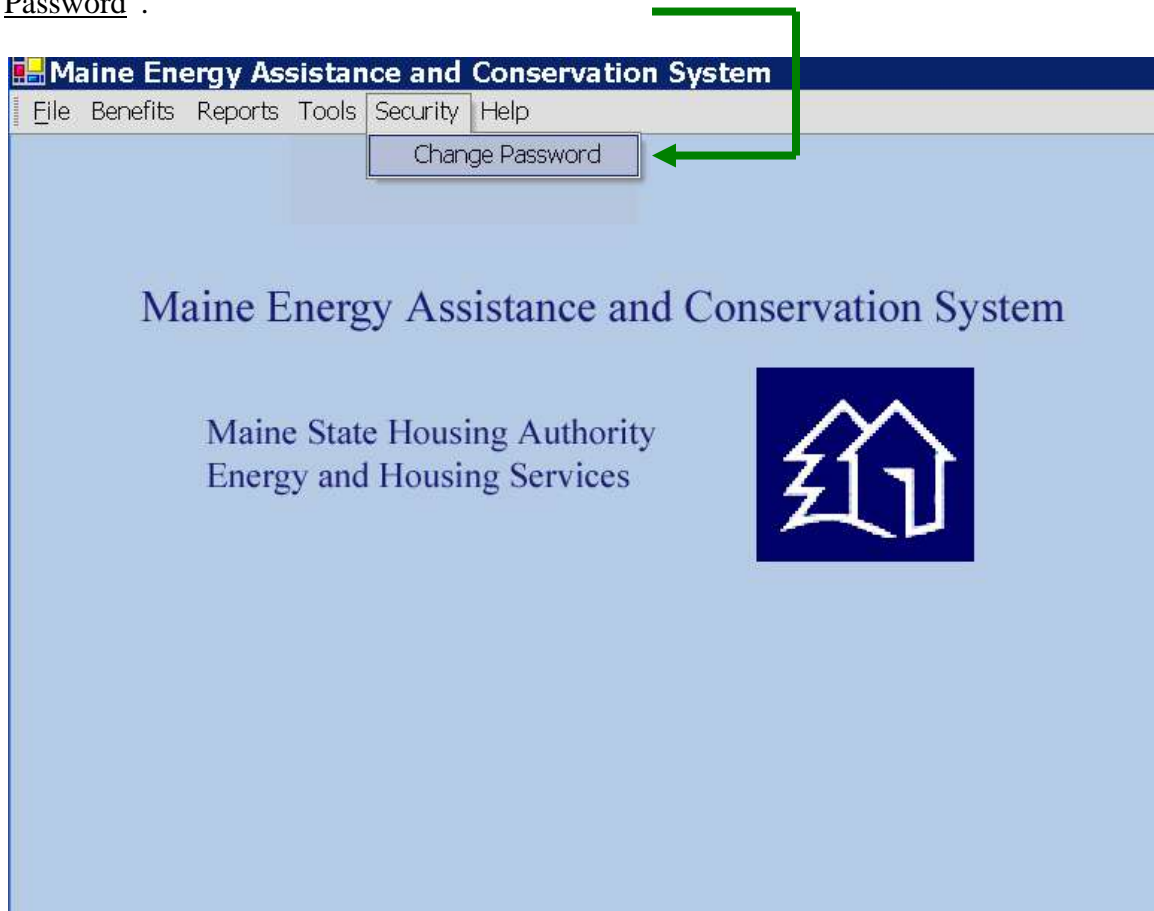 Password .
Maine Energy Assistance and Conservation System
File Benefits Reports Tools Security Help
Change Password
Maine Energy Assistance and Conservation System
Maine State Housing Authority
Energy and Housing Services